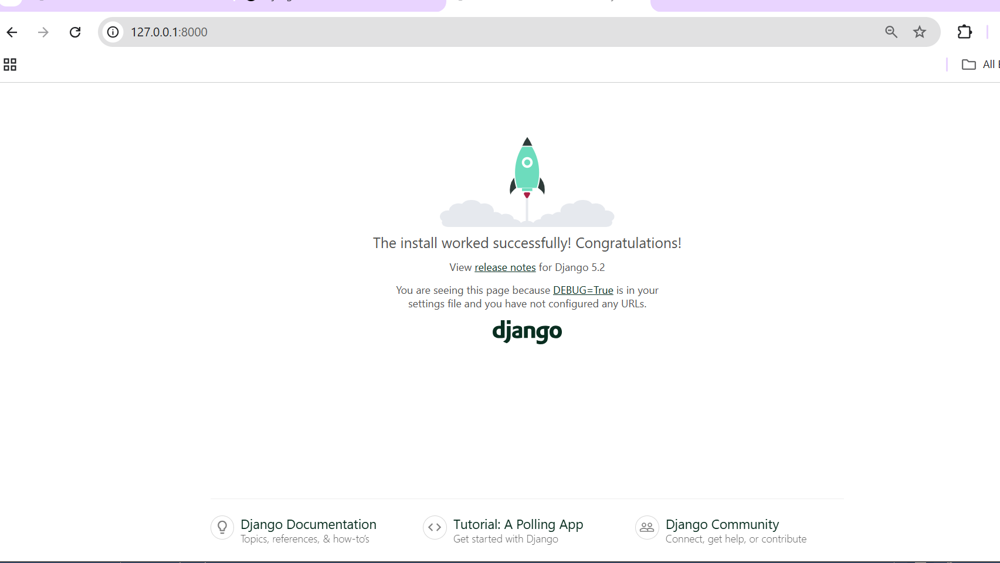 127.0.0.1:8000
All
The install worked successfully! Congratulations!
View release notes for Django 5.2
You are seeing this page because DEBUG=True is in your
settings file and you have not configured any URLs.
django
Django Documentation
Topics, references, & how-to’s
Tutorial: A Polling App
Get started with Django
Django Community
Connect, get help, or contribute